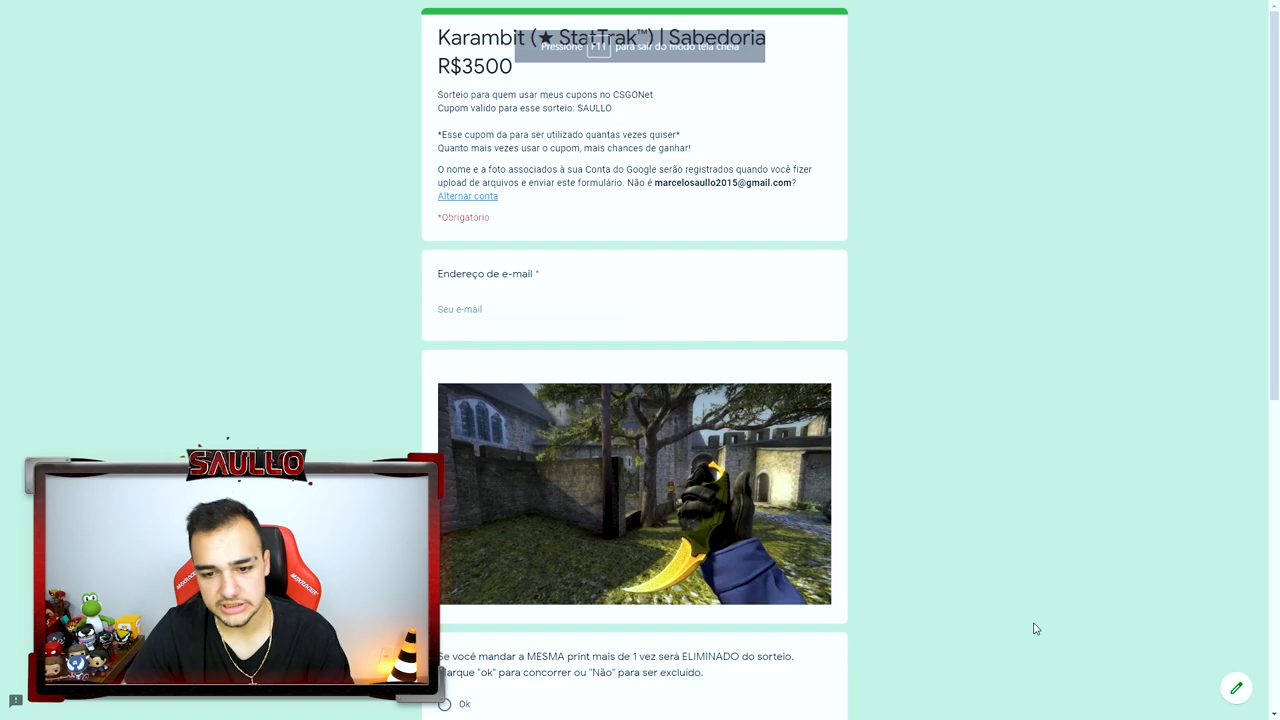 Karambit (★ StatTrak™) | Sabedoria
Pressione F11 para sair do modo tela cheia
R$3500
Sorteio para quem usar meus cupons no CSGONet
Cupom valido para esse sorteio: SAULLO
*Esse cupom da para ser utilizado quantas vezes quiser*
Quanto mais vezes usar o cupom, mais chances de ganhar!
O nome e a foto associados à sua Conta do Google serão registrados quando você fizer
upload de arquivos e enviar este formulário. Não é marcelosaullo2015@gmail.com?
Alternar conta
*Obrigatório
Endereço de e-mail *
Seu e-mail
SAULLO
Se você mandar a MESMA print mais de 1 vez será ELIMINADO do sorteio.
arque "ok" para concorrer ou "Não" para ser excluido.
Ok